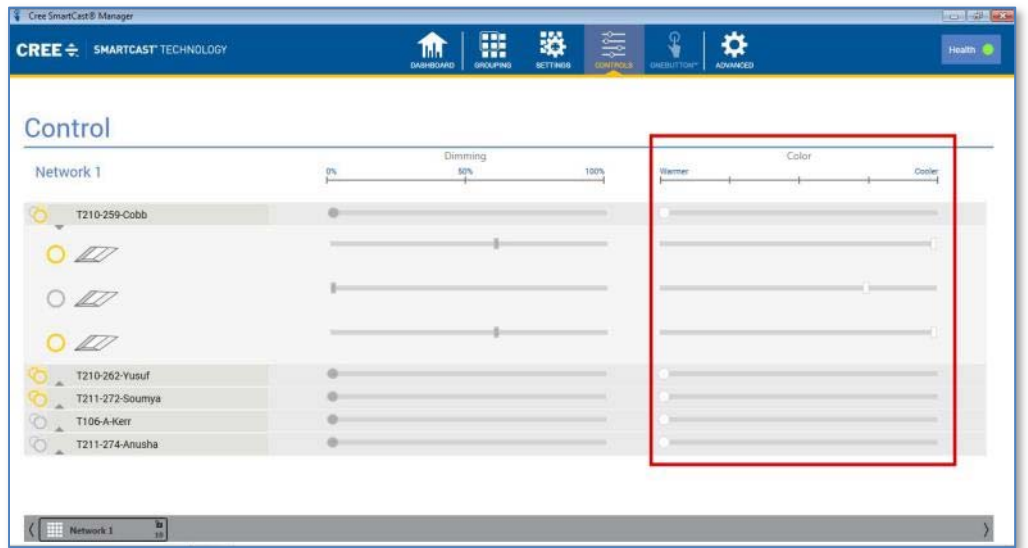 Cree SmartCast® Manager
CREE SMARTCAST® TECHNOLOGY
DASHBOARD GROUPING SETTINGS CONTROLS ONEBUTTON™ ADVANCED
Health
Control
Network 1
Dimming
0% 50% 100%
Color
Warmer Cooler
T210-259-Cobb
T210-262-Yusuf
T211-272-Soumya
T106-A-Kerr
T211-274-Anusha
Network 1
10